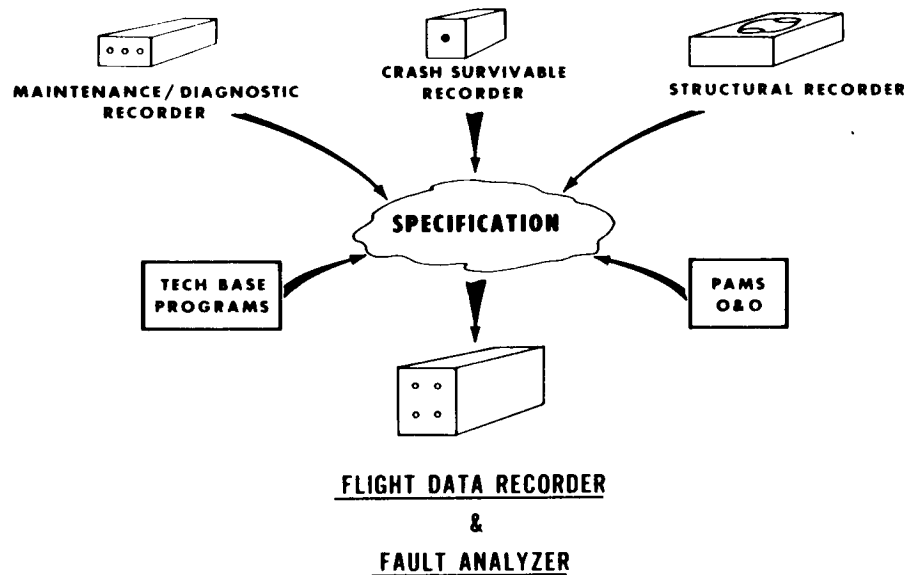 MAINTENANCE/DIAGNOSTIC
RECORDER
CRASH SURVIVABLE
RECORDER
STRUCTURAL RECORDER
SPECIFICATION
TECH BASE
PROGRAMS
PAMS
O&O
FLIGHT DATA RECORDER
&
FAULT ANALYZER